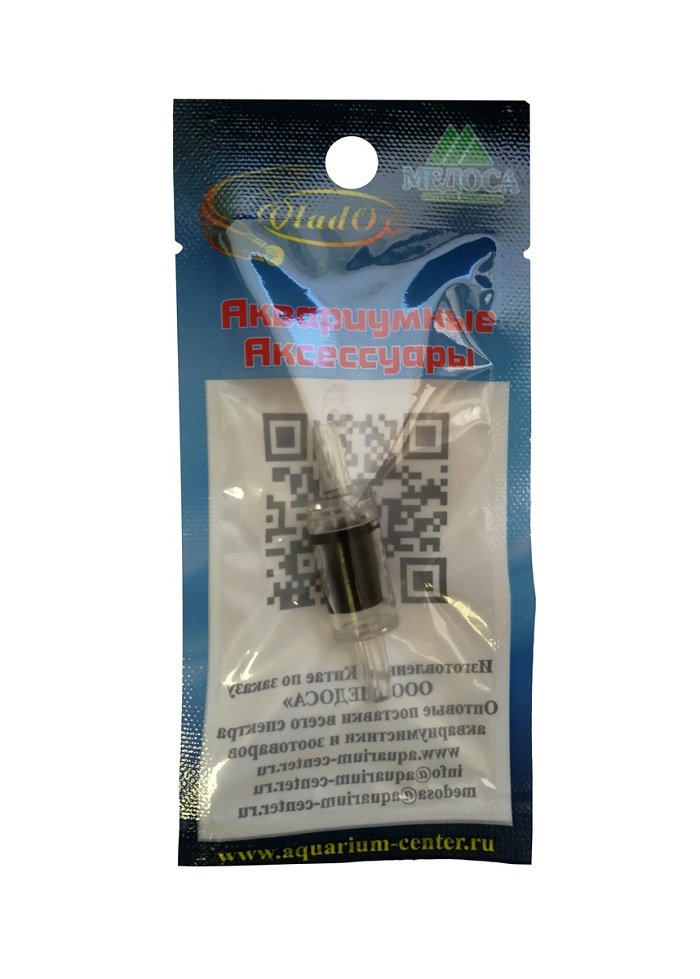 VladOx
МЕДОСА
Аквариумные
Аксессуары
Изготовлен Китае по заказу
ООО МЕДОСА»
Оптовые поставки всего спектра
аквариумистики и зоотоваров
www.aquarium-center.ru
info@aquarium-center.ru
medosa@aquarium-center.ru
www.aquarium-center.ru